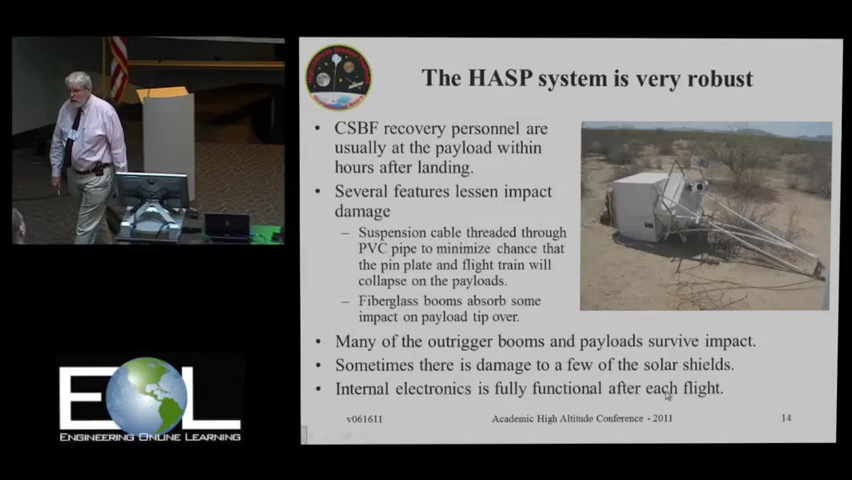 The HASP system is very robust
• CSBF recovery personnel are
usually at the payload within
hours after landing.
• Several features lessen impact
damage
– Suspension cable threaded through
PVC pipe to minimize chance that
the pin plate and flight train will
collapse on the payloads.
– Fiberglass booms absorb some
impact on payload tip over.
• Many of the outrigger booms and payloads survive impact.
• Sometimes there is damage to a few of the solar shields.
• Internal electronics is fully functional after each flight.
v061611
Academic High Altitude Conference - 2011
14
EOL
ENGINEERING ONLINE LEARNING